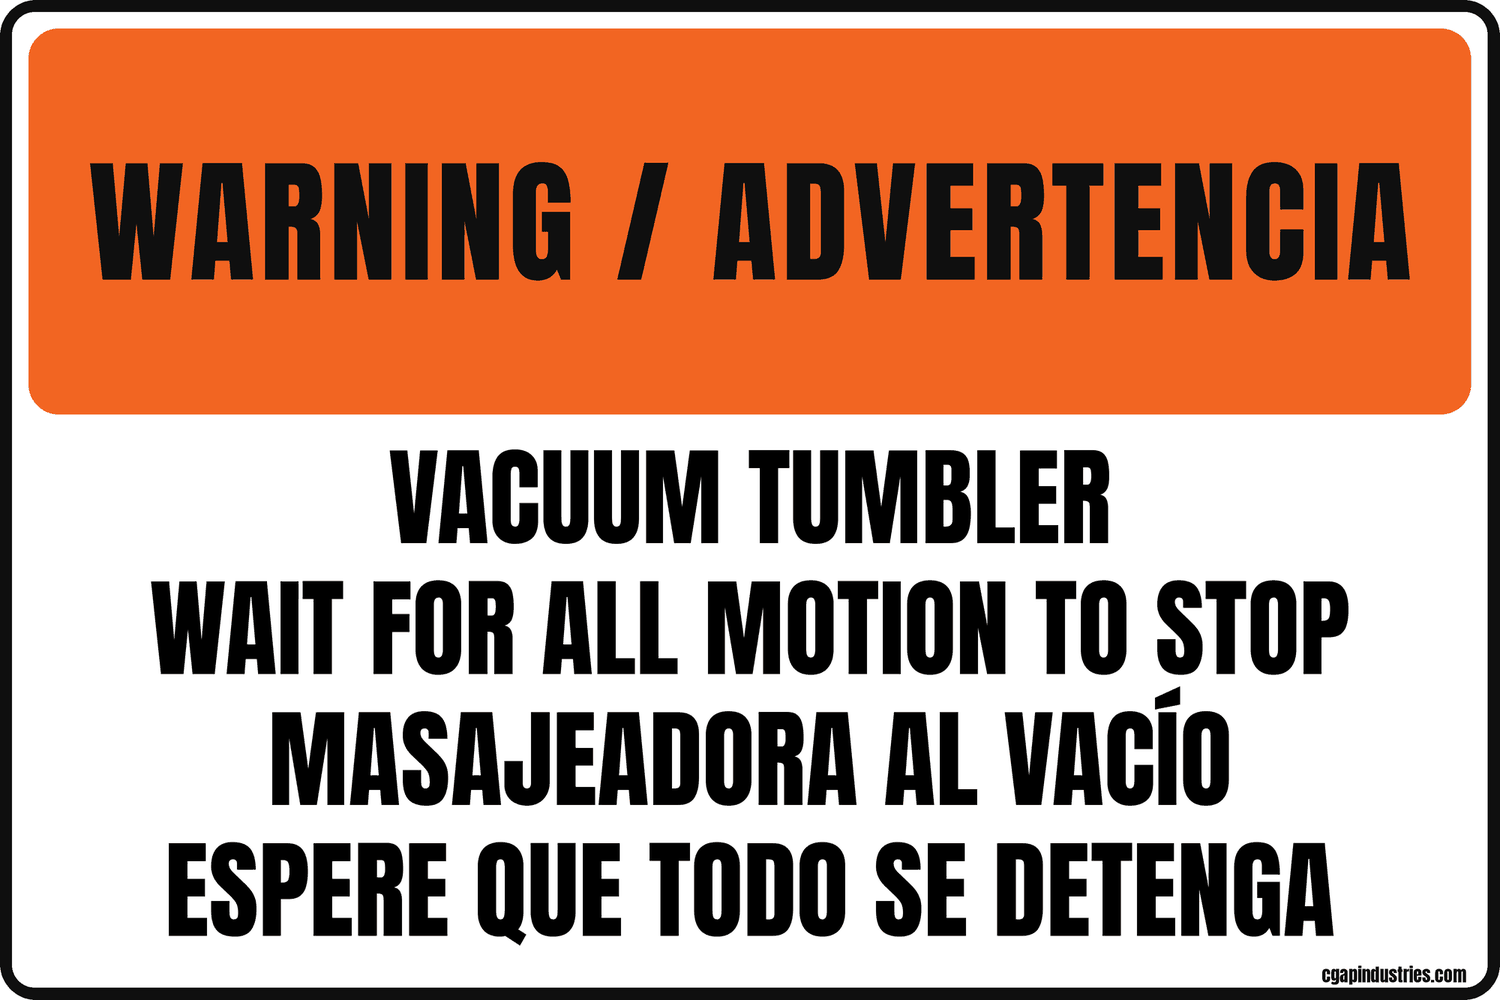 WARNING / ADVERTENCIA
VACUUM TUMBLER
WAIT FOR ALL MOTION TO STOP
MASAJEADORA AL VACÍO
ESPERE QUE TODO SE DETENGA
cgapindustries.com